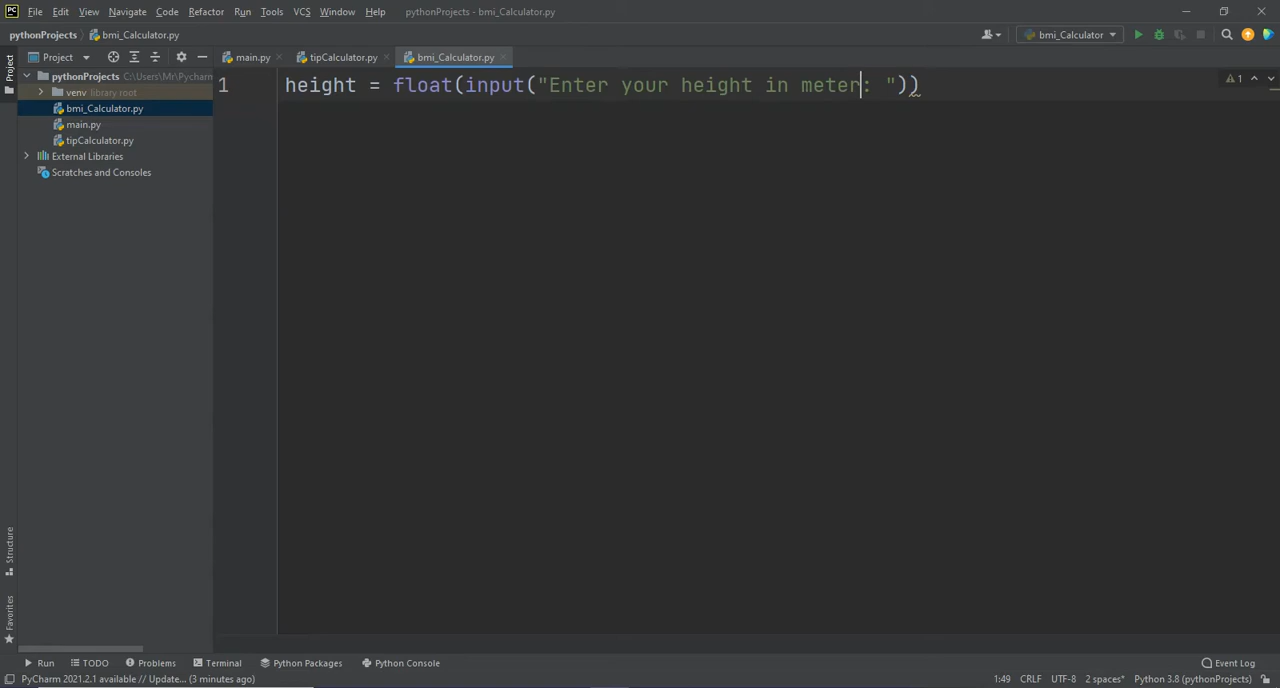 PC File Edit View Navigate Code Refactor Run Tools VCS Window Help pythonProjects - bmi_Calculator.py
pythonProjects bmi_Calculator.py bmi_Calculator
Project Project main.py tipCalculator.py bmi_Calculator.py
pythonProjects C:\Users\Mr\Pycharm
venv library root
bmi_Calculator.py
main.py
tipCalculator.py
External Libraries
Scratches and Consoles
1 height = float(input("Enter your height in meter: ")) 1
Structure
Favorites
Run TODO Problems Terminal Python Packages Python Console Event Log
PyCharm 2021.2.1 available // Update... (3 minutes ago) 1:49 CRLF UTF-8 2 spaces* Python 3.8 (pythonProjects)